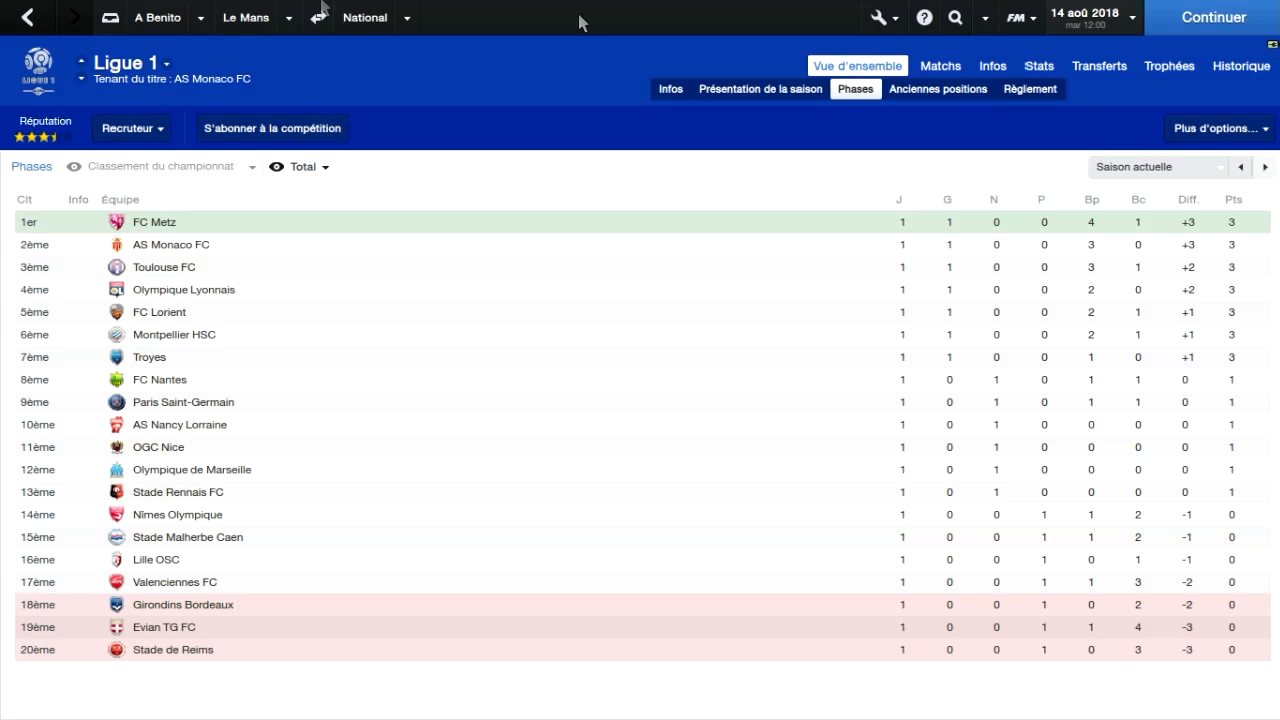 A Benito Le Mans National FM 14 aoû 2018 Continuer
mar 12:00
Ligue 1
Tenant du titre : AS Monaco FC
Vue d'ensemble Matchs Infos Stats Transferts Trophées Historique
Infos Présentation de la saison Phases Anciennes positions Règlement
LIGUE 1
Réputation
Recruteur S'abonner à la compétition Plus d'options...
Phases Classement du championnat Total Saison actuelle
Clt Info Équipe J G N P Bp Bc Diff. Pts
1er FC Metz 1 1 0 0 4 1 +3 3
2ème AS Monaco FC 1 1 0 0 3 0 +3 3
3ème Toulouse FC 1 1 0 0 3 1 +2 3
4ème Olympique Lyonnais 1 1 0 0 2 0 +2 3
5ème FC Lorient 1 1 0 0 2 1 +1 3
6ème Montpellier HSC 1 1 0 0 2 1 +1 3
7ème Troyes 1 1 0 0 1 0 +1 3
8ème FC Nantes 1 0 1 0 1 1 0 1
9ème Paris Saint-Germain 1 0 1 0 1 1 0 1
10ème AS Nancy Lorraine 1 0 1 0 0 0 0 1
11ème OGC Nice 1 0 1 0 0 0 0 1
12ème Olympique de Marseille 1 0 1 0 0 0 0 1
13ème Stade Rennais FC 1 0 1 0 0 0 0 1
14ème Nîmes Olympique 1 0 0 1 1 2 -1 0
15ème Stade Malherbe Caen 1 0 0 1 1 2 -1 0
16ème Lille OSC 1 0 0 1 0 1 -1 0
17ème Valenciennes FC 1 0 0 1 1 3 -2 0
18ème Girondins Bordeaux 1 0 0 1 0 2 -2 0
19ème Evian TG FC 1 0 0 1 1 4 -3 0
20ème Stade de Reims 1 0 0 1 0 3 -3 0